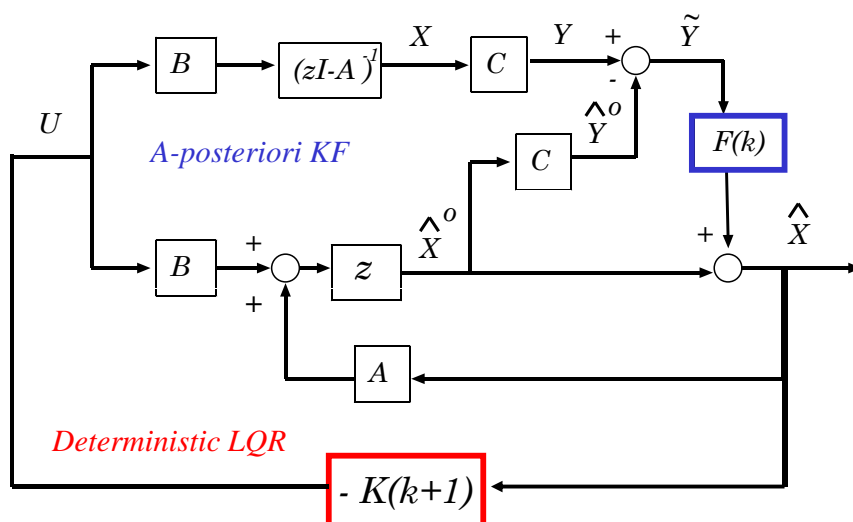 X
Y
+
Ỹ
B
(zI-A)⁻¹
C
-
U
Ŷ°
A-posteriori KF
C
F(k)
X̂°
+
X̂
+
B
z
+
A
Deterministic LQR
- K(k+1)